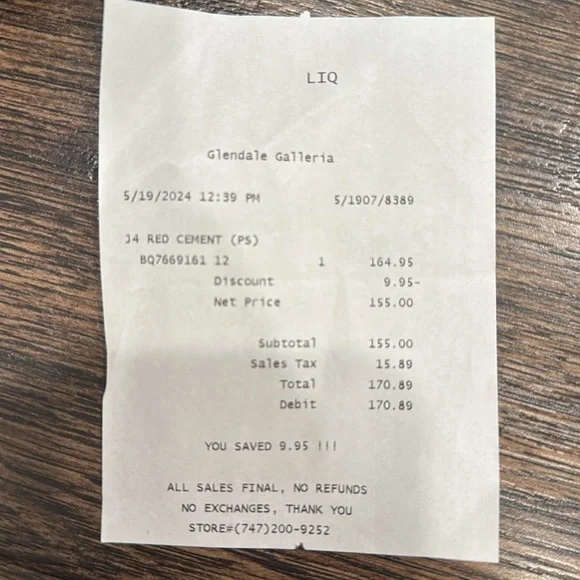 LIQ
Glendale Galleria
5/19/2024 12:39 PM 5/1907/8389
J4 RED CEMENT (PS)
BQ7669161 12 1 164.95
Discount 9.95-
Net Price 155.00
Subtotal 155.00
Sales Tax 15.89
Total 170.89
Debit 170.89
YOU SAVED 9.95 !!!
ALL SALES FINAL, NO REFUNDS
NO EXCHANGES, THANK YOU
STORE#(747)200-9252